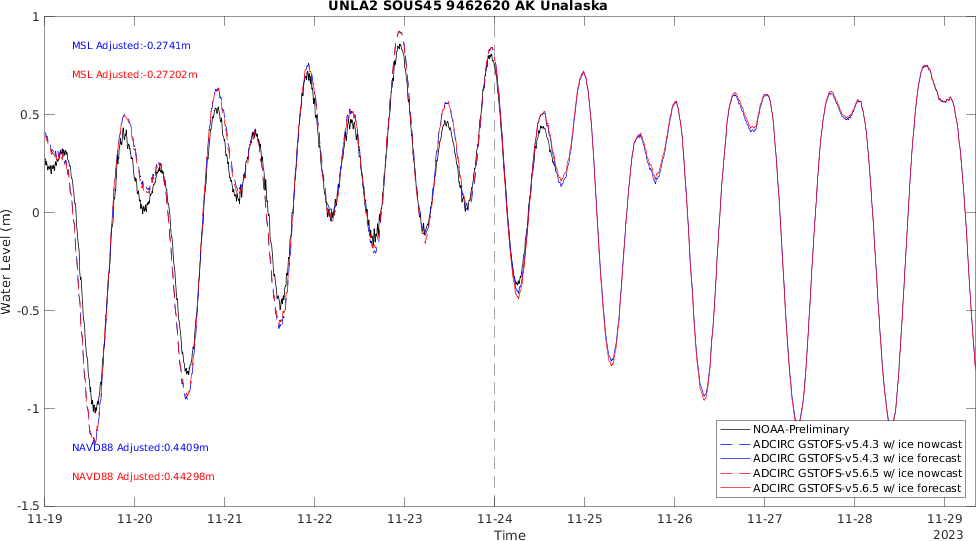 UNLA2 SOUS45 9462620 AK Unalaska
MSL Adjusted:-0.2741m
MSL Adjusted:-0.27202m
NAVD88 Adjusted:0.4409m
NAVD88 Adjusted:0.44298m
Water Level (m)
1
0.5
0
-0.5
-1
-1.5
NOAA-Preliminary
ADCIRC GSTOFS-v5.4.3 w/ ice nowcast
ADCIRC GSTOFS-v5.4.3 w/ ice forecast
ADCIRC GSTOFS-v5.6.5 w/ ice nowcast
ADCIRC GSTOFS-v5.6.5 w/ ice forecast
11-19 11-20 11-21 11-22 11-23 11-24 11-25 11-26 11-27 11-28 11-29
2023
Time